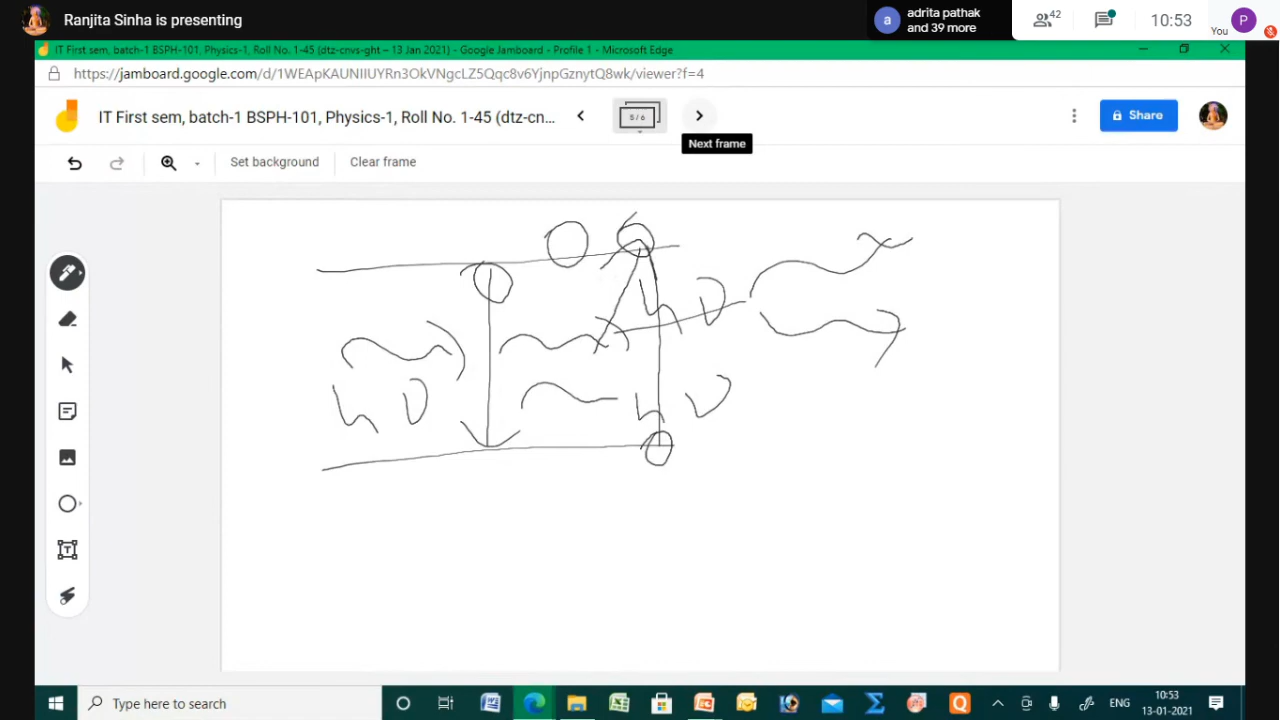 Ranjita Sinha is presenting
a
adrita pathak
and 39 more
42
10:53
P
You
IT First sem, batch-1 BSPH-101, Physics-1, Roll No. 1-45 (dtz-cnvs-ght – 13 Jan 2021) - Google Jamboard - Profile 1 - Microsoft Edge
https://jamboard.google.com/d/1WEApKAUNIIUYRn3OkVNgcLZ5Qqc8v6YjnpGznytQ8wk/viewer?f=4
IT First sem, batch-1 BSPH-101, Physics-1, Roll No. 1-45 (dtz-cn...
5 / 6
Share
Next frame
Set background
Clear frame
hν
hν
hν
Type here to search
ENG
10:53
13-01-2021